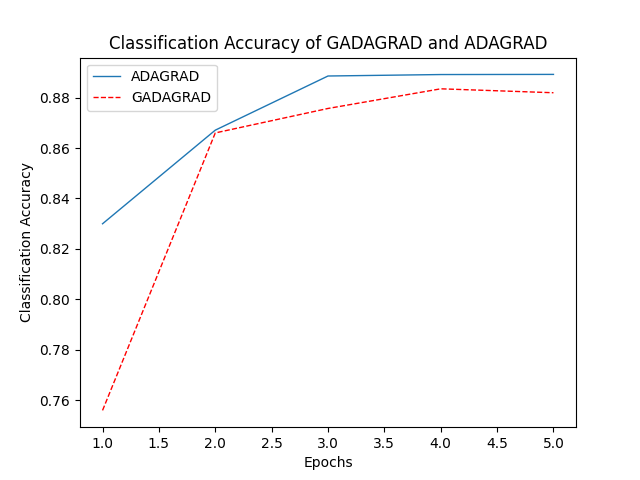 Classification Accuracy of GADAGRAD and ADAGRAD
ADAGRAD
GADAGRAD
Classification Accuracy
0.88
0.86
0.84
0.82
0.80
0.78
0.76
1.0 1.5 2.0 2.5 3.0 3.5 4.0 4.5 5.0
Epochs